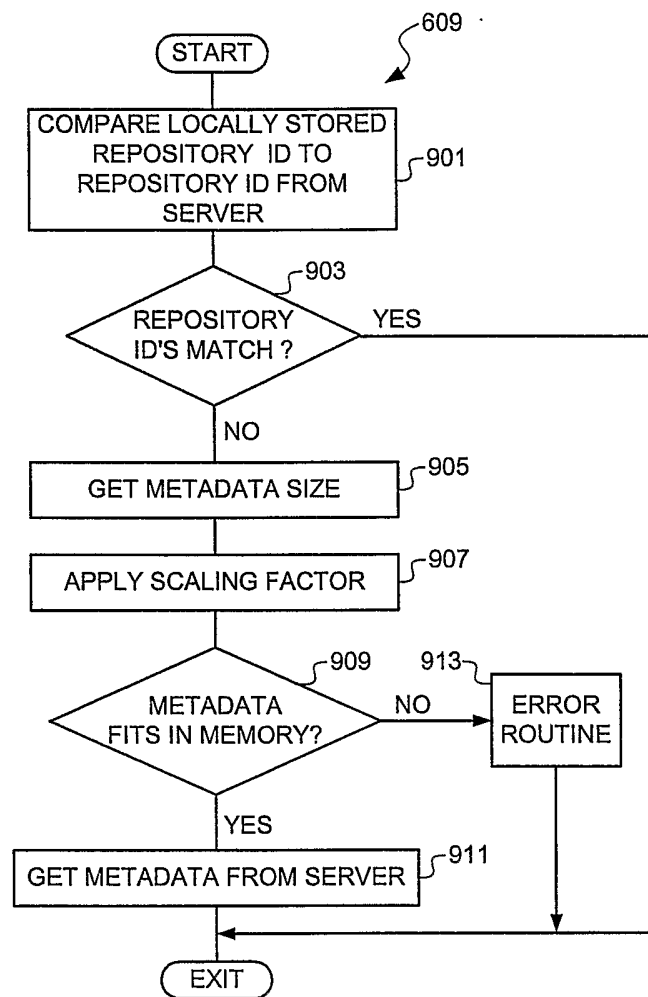 609
START
COMPARE LOCALLY STORED
REPOSITORY ID TO
REPOSITORY ID FROM
SERVER
901
903
REPOSITORY
ID'S MATCH ?
YES
NO
905
GET METADATA SIZE
907
APPLY SCALING FACTOR
909
METADATA
FITS IN MEMORY?
NO
913
ERROR
ROUTINE
YES
911
GET METADATA FROM SERVER
EXIT